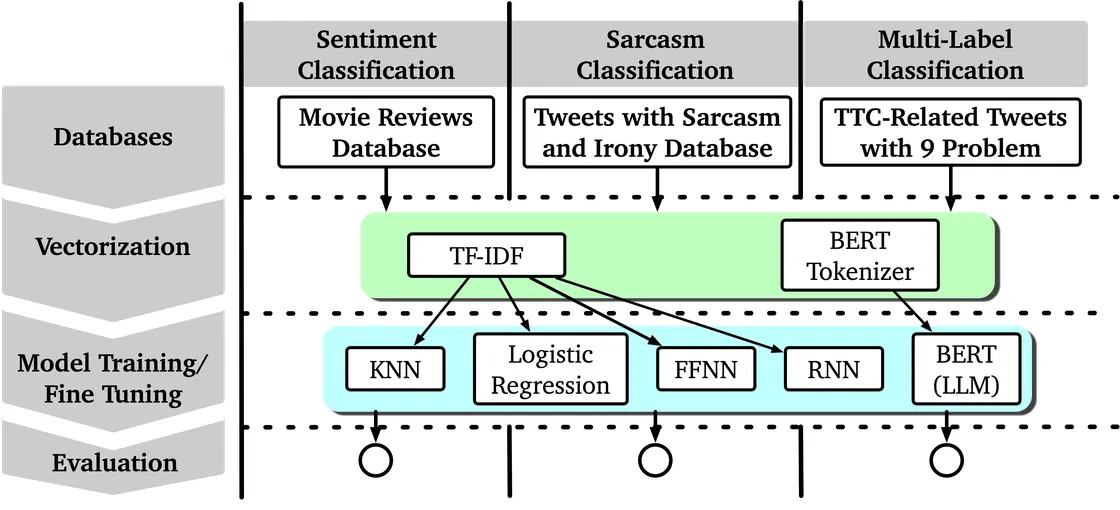 Sentiment
Classification
Sarcasm
Classification
Multi-Label
Classification
Databases
Movie Reviews
Database
Tweets with Sarcasm
and Irony Database
TTC-Related Tweets
with 9 Problem
Vectorization
TF-IDF
BERT
Tokenizer
Model Training/
Fine Tuning
KNN
Logistic
Regression
FFNN
RNN
BERT
(LLM)
Evaluation